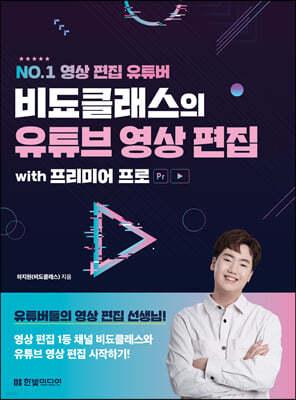 ★★★★★
NO.1 영상 편집 유튜버
비됴클래스의
유튜브 영상 편집
with 프리미어 프로 Pr
하지원(비됴클래스) 지음
유튜버들의 영상 편집 선생님!
영상 편집 1등 채널 비됴클래스와
유튜브 영상 편집 시작하기!
한빛미디어